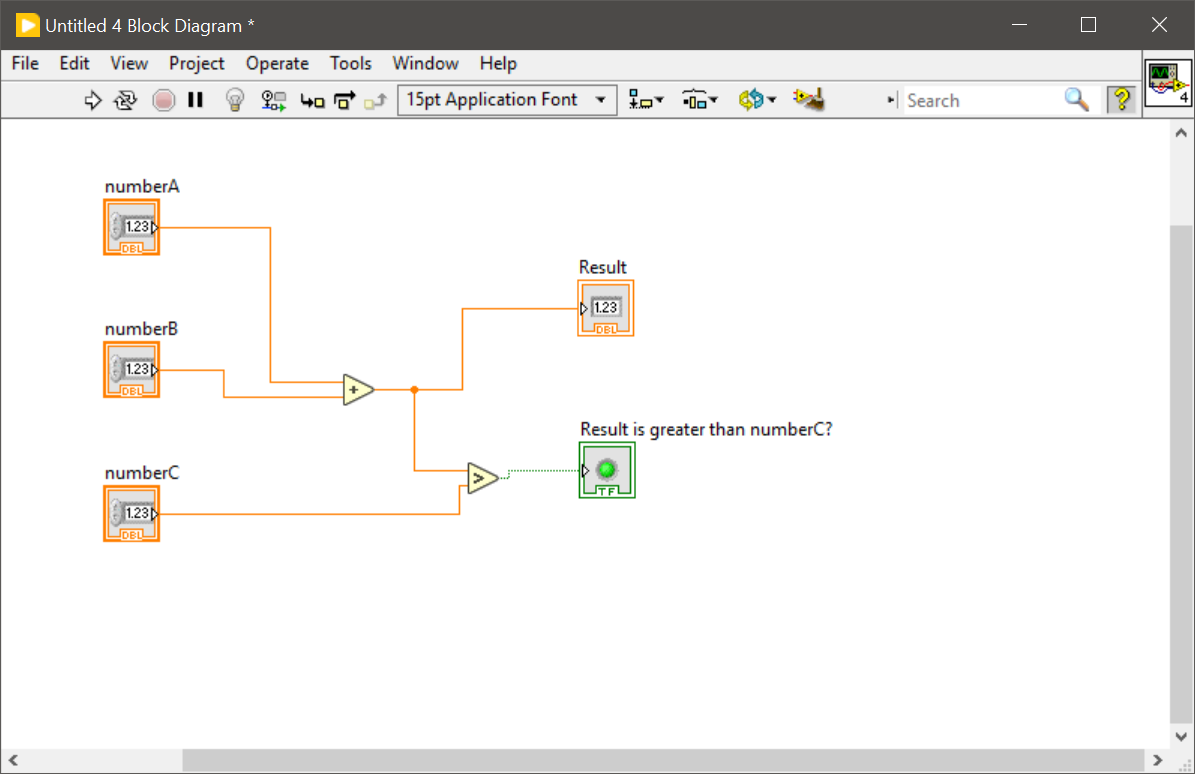 Untitled 4 Block Diagram *
File Edit View Project Operate Tools Window Help
15pt Application Font
Search
?
4
numberA
1.23
DBL
Result
1.23
DBL
numberB
1.23
DBL
+
Result is greater than numberC?
TF
>
numberC
1.23
DBL